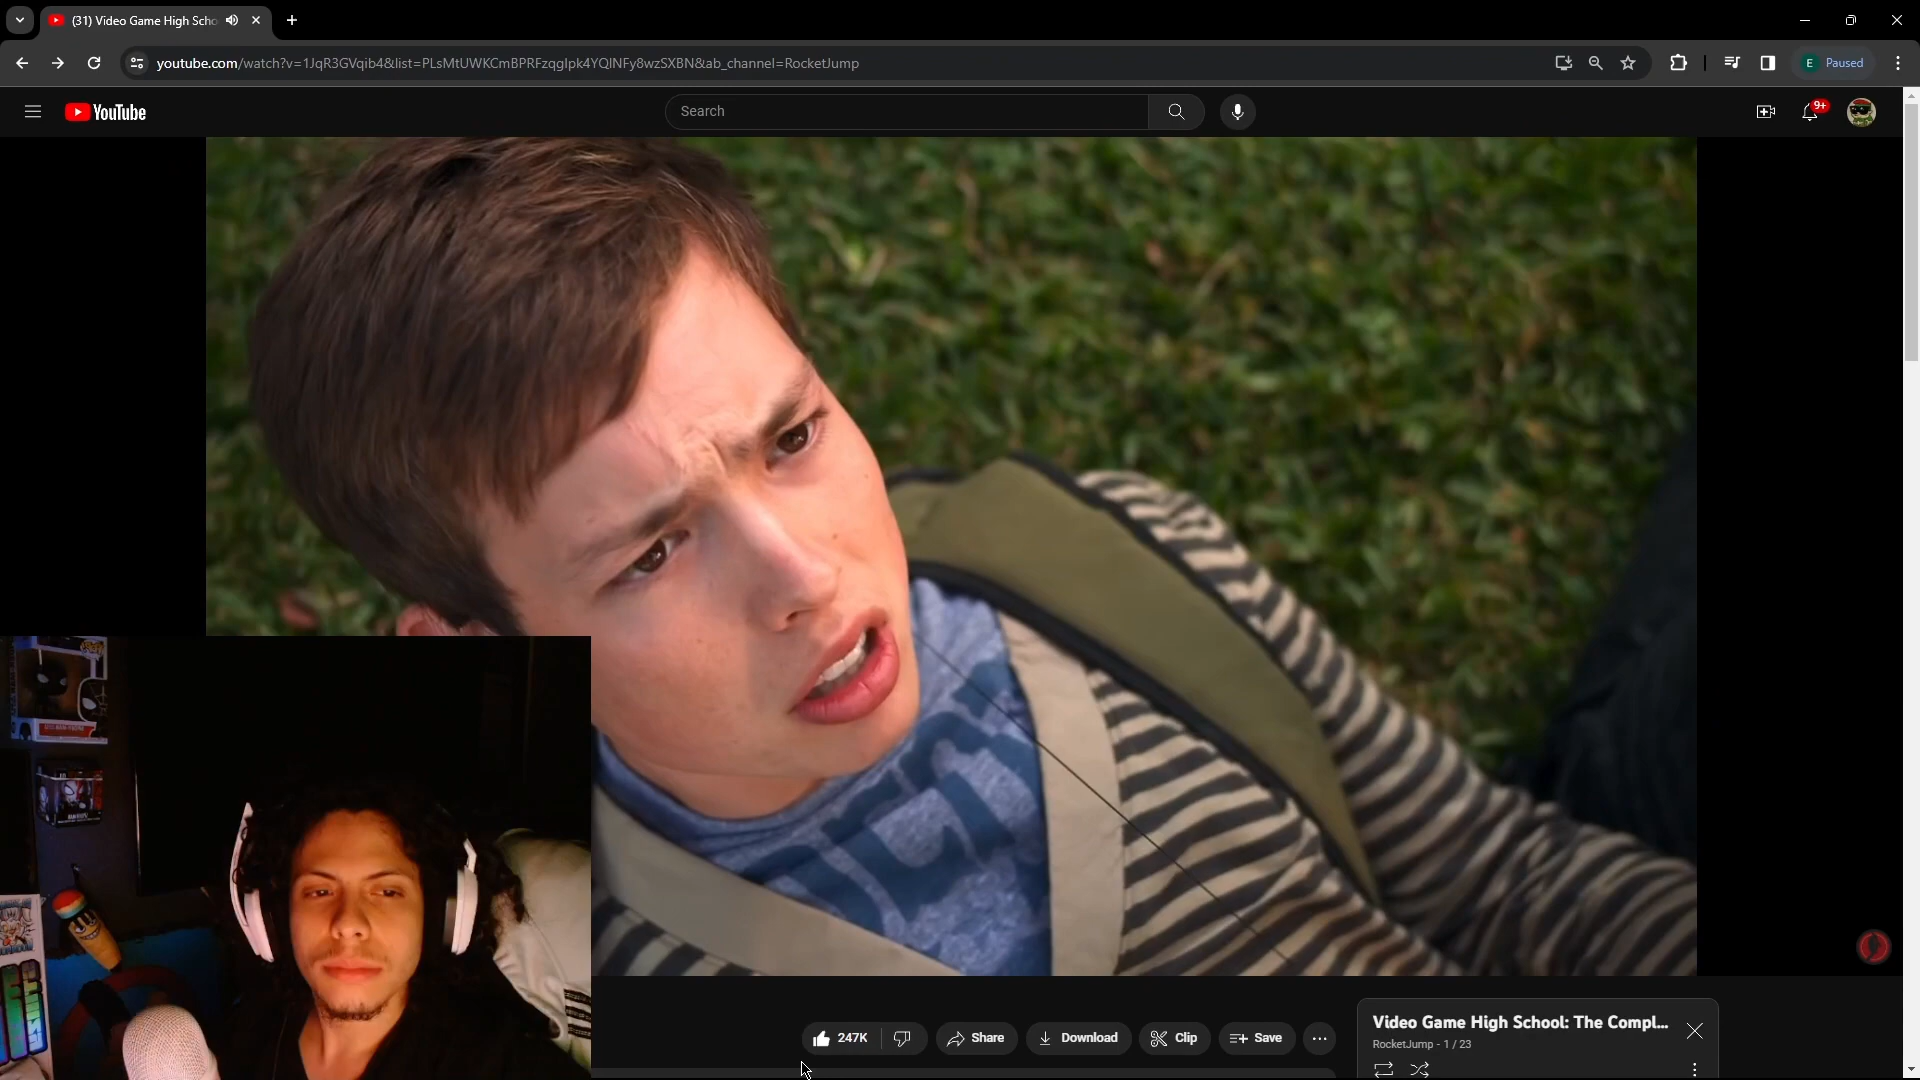 (31) Video Game High Scho
youtube.com/watch?v=1JqR3GVqib4&list=PLsMtUWKCmBPRFzqglpk4YQINFy8wzSXBN&ab_channel=RocketJump
E Paused
YouTube
Search
9+
247K
Share
Download
Clip
Save
Video Game High School: The Compl...
RocketJump - 1 / 23